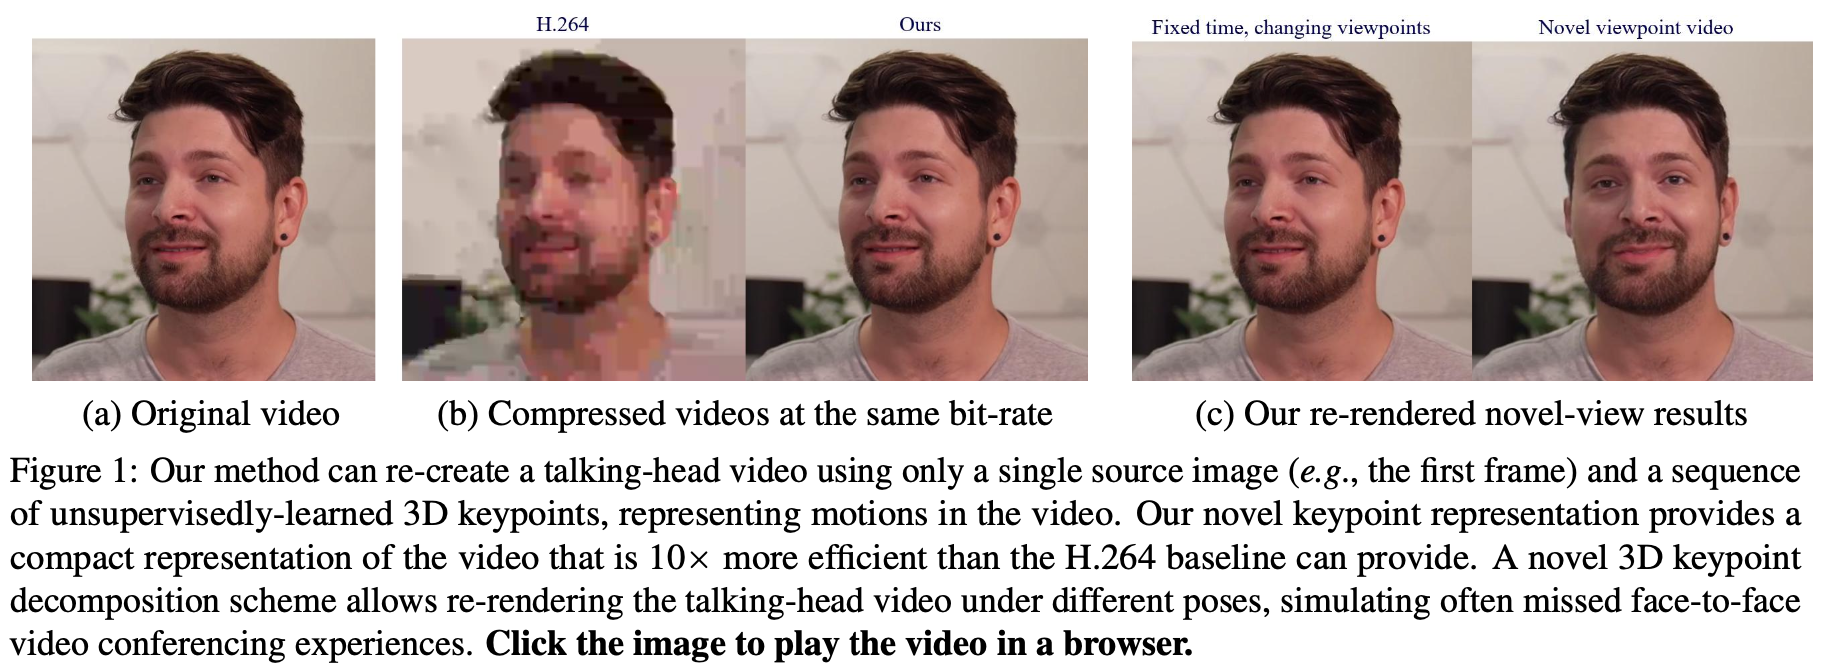 H.264
Ours
Fixed time, changing viewpoints
Novel viewpoint video
(a) Original video
(b) Compressed videos at the same bit-rate
(c) Our re-rendered novel-view results
Figure 1: Our method can re-create a talking-head video using only a single source image (e.g., the first frame) and a sequence
of unsupervisedly-learned 3D keypoints, representing motions in the video. Our novel keypoint representation provides a
compact representation of the video that is 10× more efficient than the H.264 baseline can provide. A novel 3D keypoint
decomposition scheme allows re-rendering the talking-head video under different poses, simulating often missed face-to-face
video conferencing experiences. Click the image to play the video in a browser.